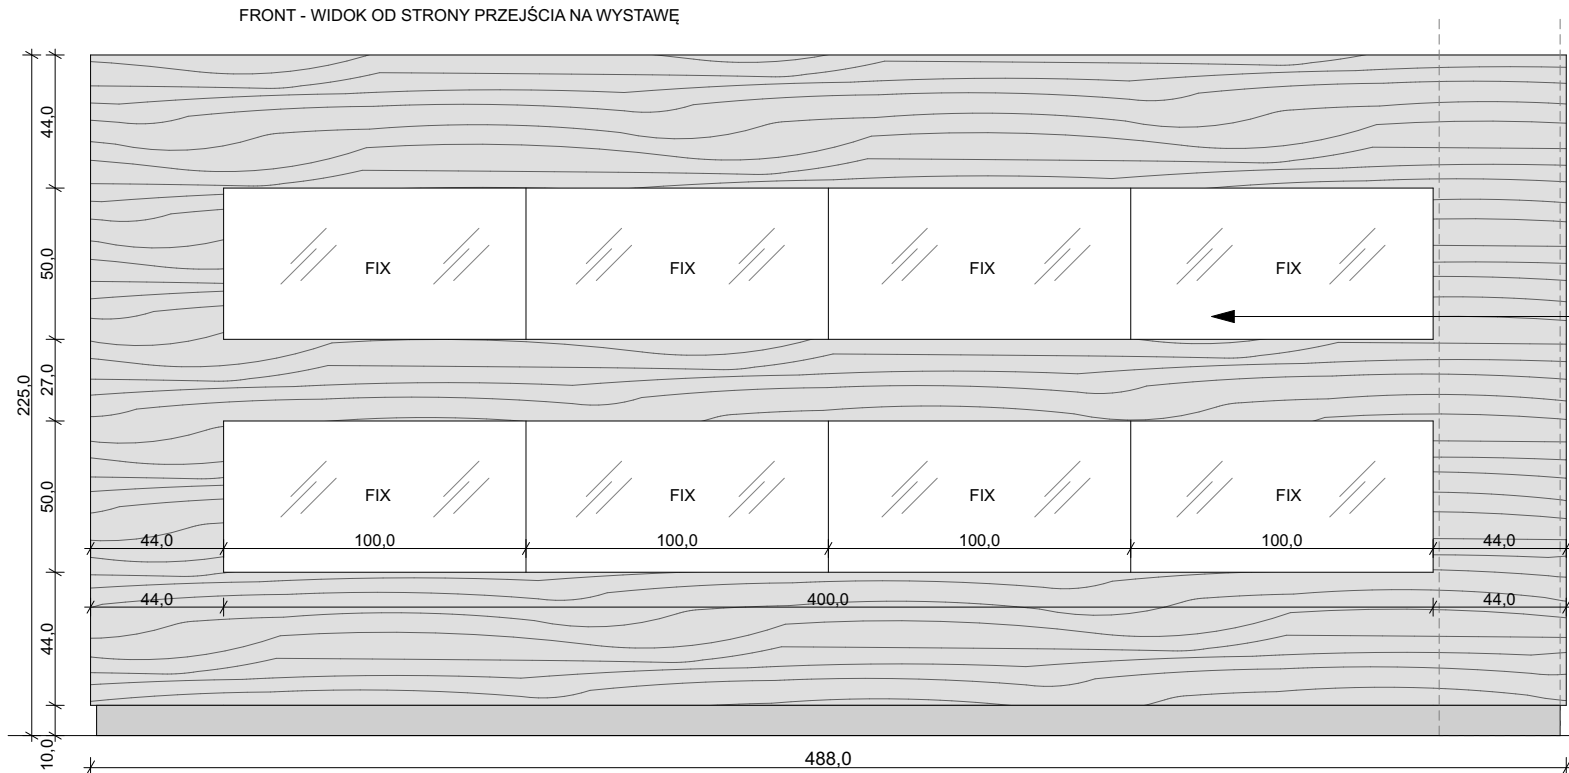 FRONT - WIDOK OD STRONY PRZEJŚCIA NA WYSTAWĘ
44,0
50,0
FIX FIX FIX FIX
27,0
225,0
50,0
FIX FIX FIX FIX
44,0 100,0 100,0 100,0 100,0 44,0
44,0 400,0 44,0
44,0
10,0
488,0